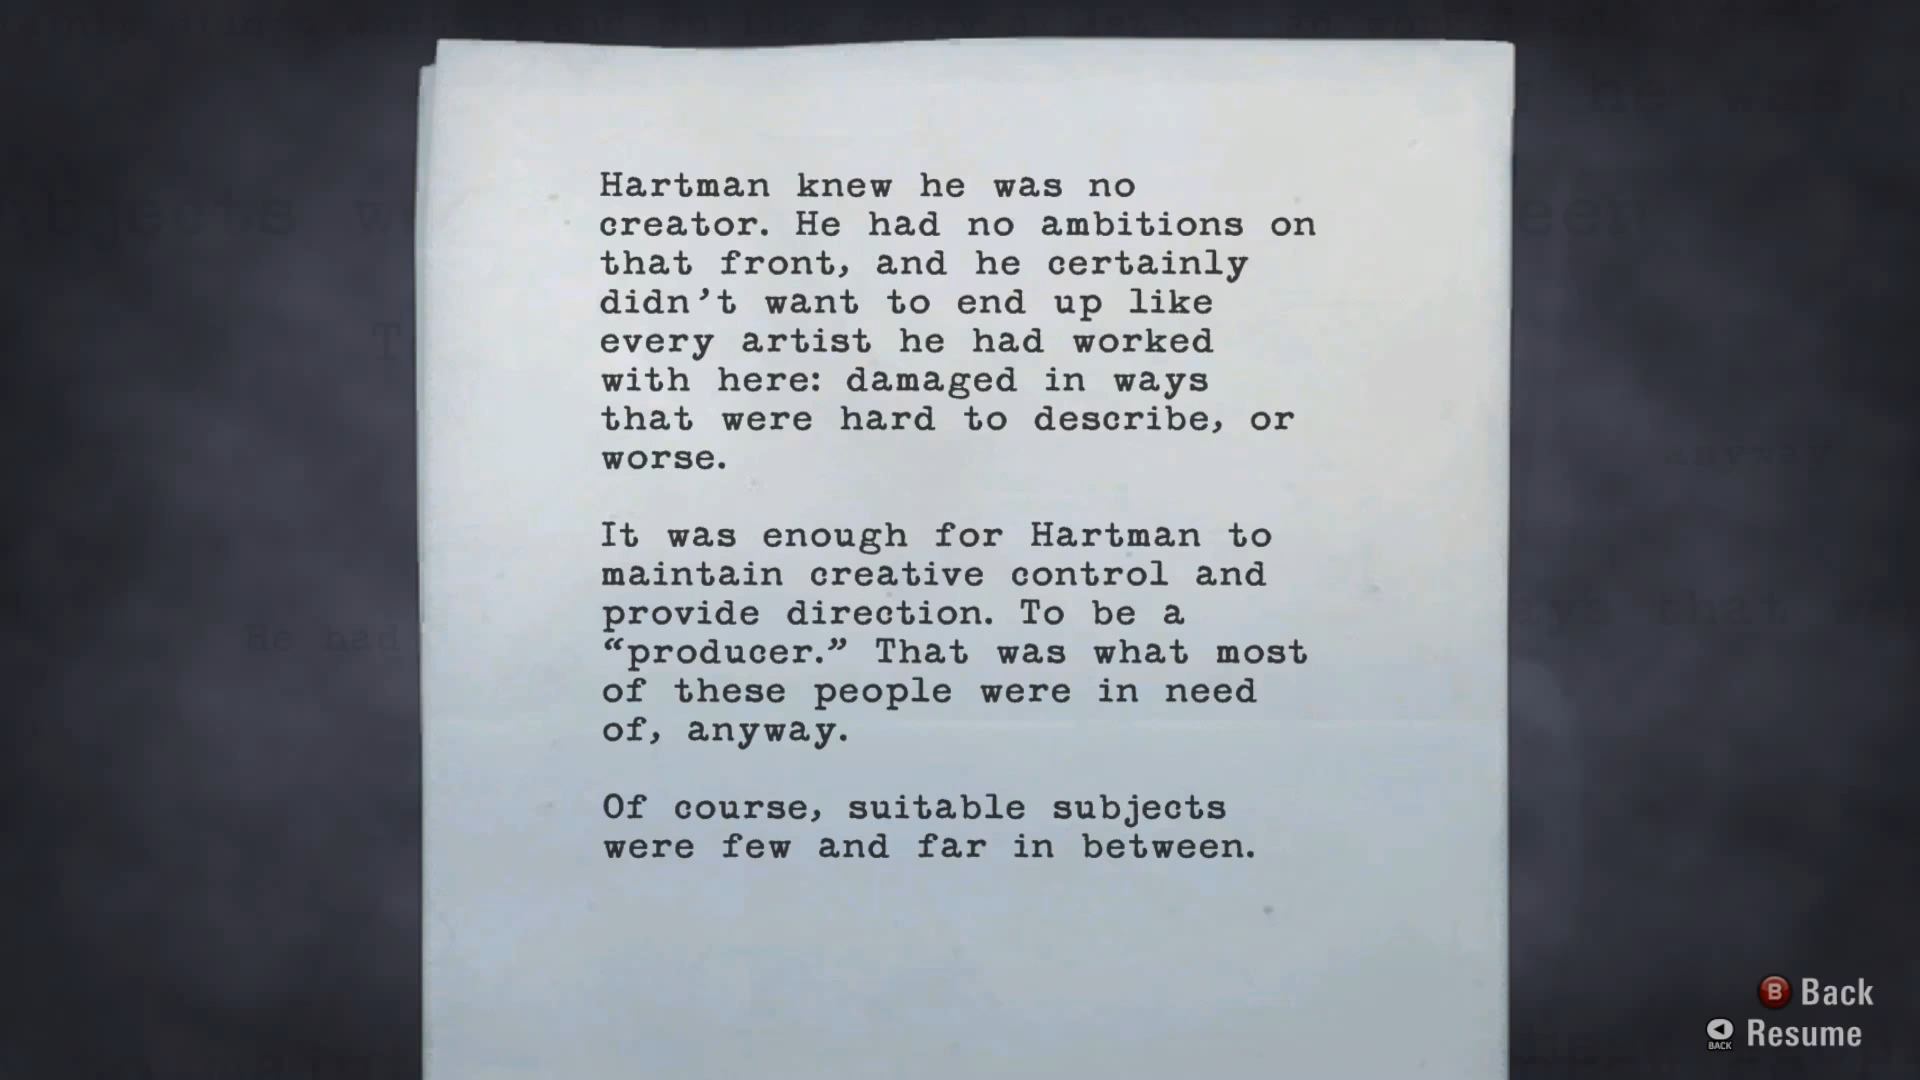 Hartman knew he was no
creator. He had no ambitions on
that front, and he certainly
didn't want to end up like
every artist he had worked
with here: damaged in ways
that were hard to describe, or
worse.
It was enough for Hartman to
maintain creative control and
provide direction. To be a
“producer.” That was what most
of these people were in need
of, anyway.
Of course, suitable subjects
were few and far in between.
He had
anyway
B Back
BACK Resume